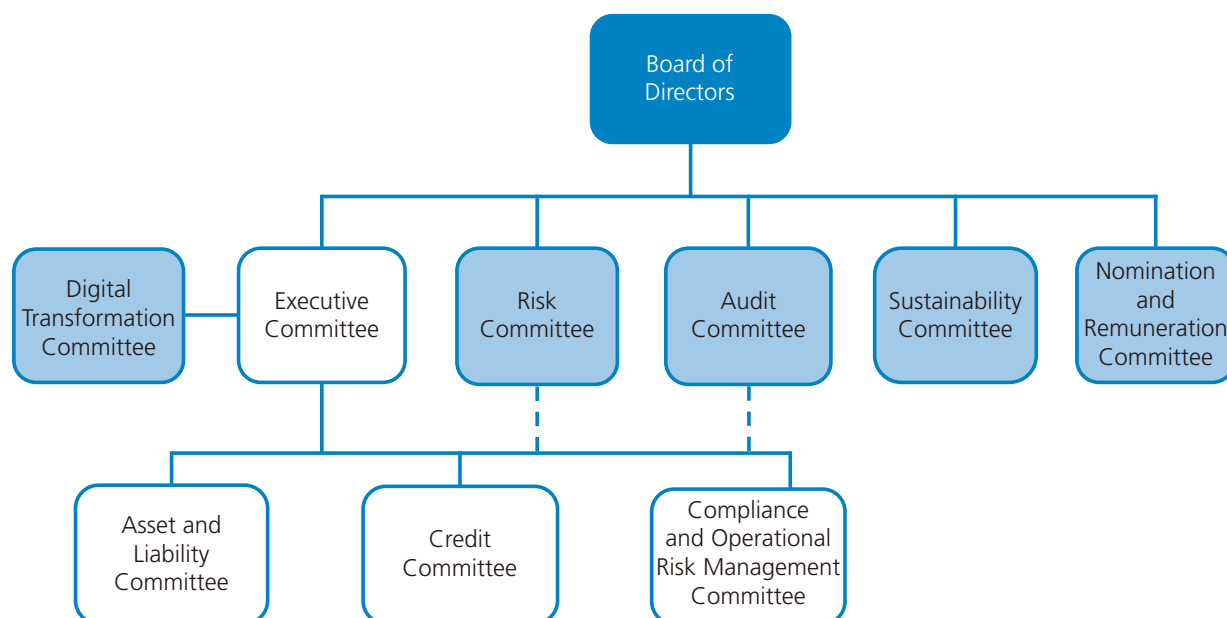 Board of
Directors
Digital
Transformation
Committee
Executive
Committee
Risk
Committee
Audit
Committee
Sustainability
Committee
Nomination
and
Remuneration
Committee
Asset and
Liability
Committee
Credit
Committee
Compliance
and Operational
Risk Management
Committee